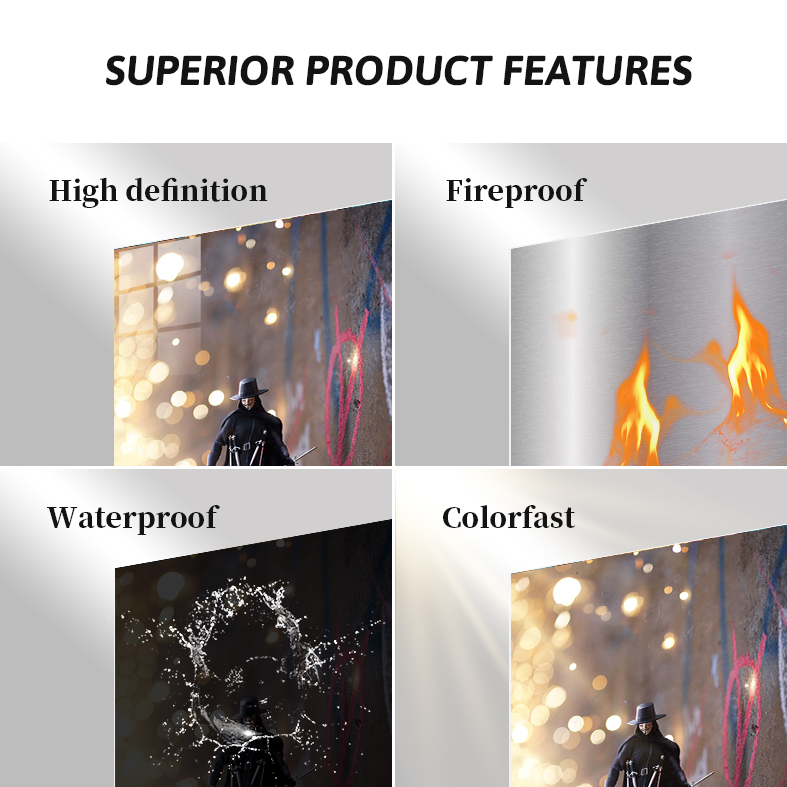 SUPERIOR PRODUCT FEATURES
High definition
Fireproof
Waterproof
Colorfast